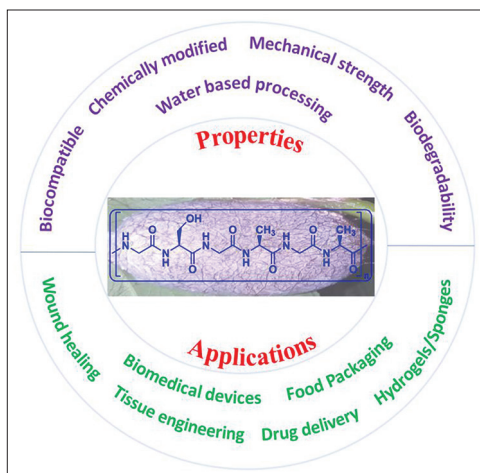 Biocompatible
Chemically modified
Mechanical strength
Biodegradability
Water based processing
Properties
OH
CH₃
CH₃
O
O
O
H
N
H
N
H
N
N
H
N
H
N
H
O
O
O
n
Applications
Wound healing
Biomedical devices
Food Packaging
Hydrogels/Sponges
Tissue engineering
Drug delivery